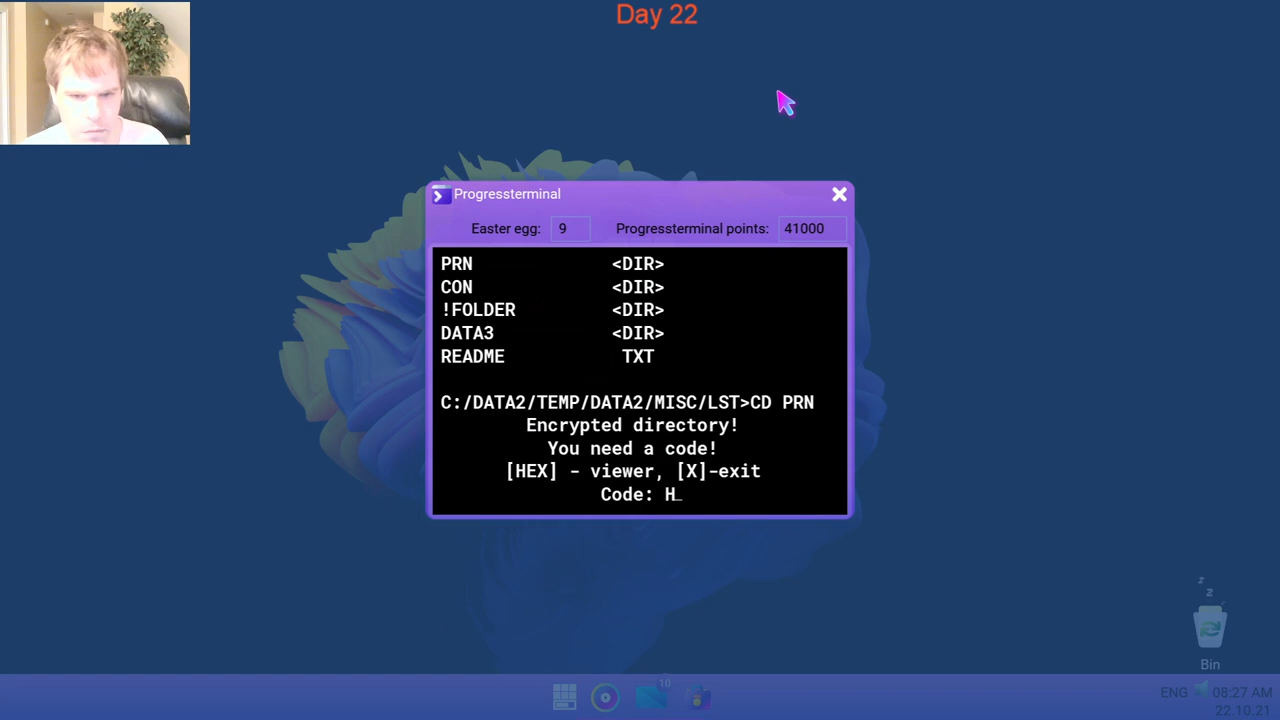 Day 22
Progressterminal
Easter egg: 9 Progressterminal points: 41000
PRN <DIR>
CON <DIR>
!FOLDER <DIR>
DATA3 <DIR>
README TXT
C:/DATA2/TEMP/DATA2/MISC/LST>CD PRN
Encrypted directory!
You need a code!
[HEX] - viewer, [X]-exit
Code: H_
z
z
Bin
10
ENG 08:27 AM
22.10.21